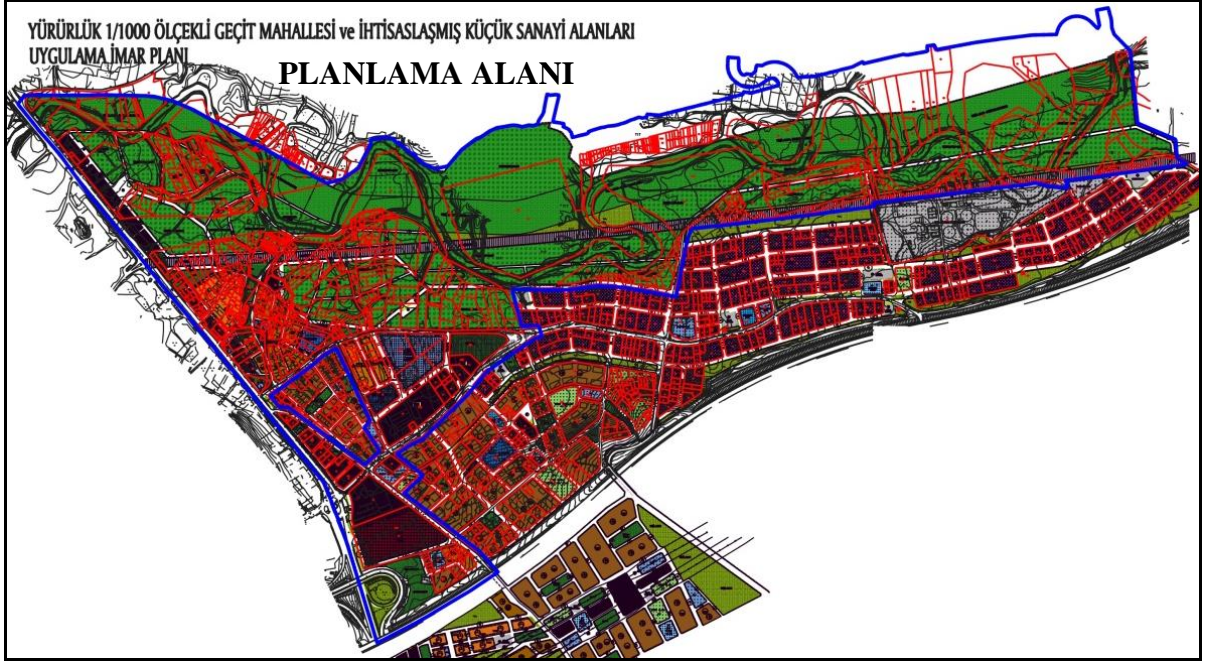 YÜRÜRLÜK 1/1000 ÖLÇEKLİ GEÇİT MAHALLESİ ve İHTİSASLAŞMIŞ KÜÇÜK SANAYİ ALANLARI
UYGULAMA İMAR PLANI
PLANLAMA ALANI